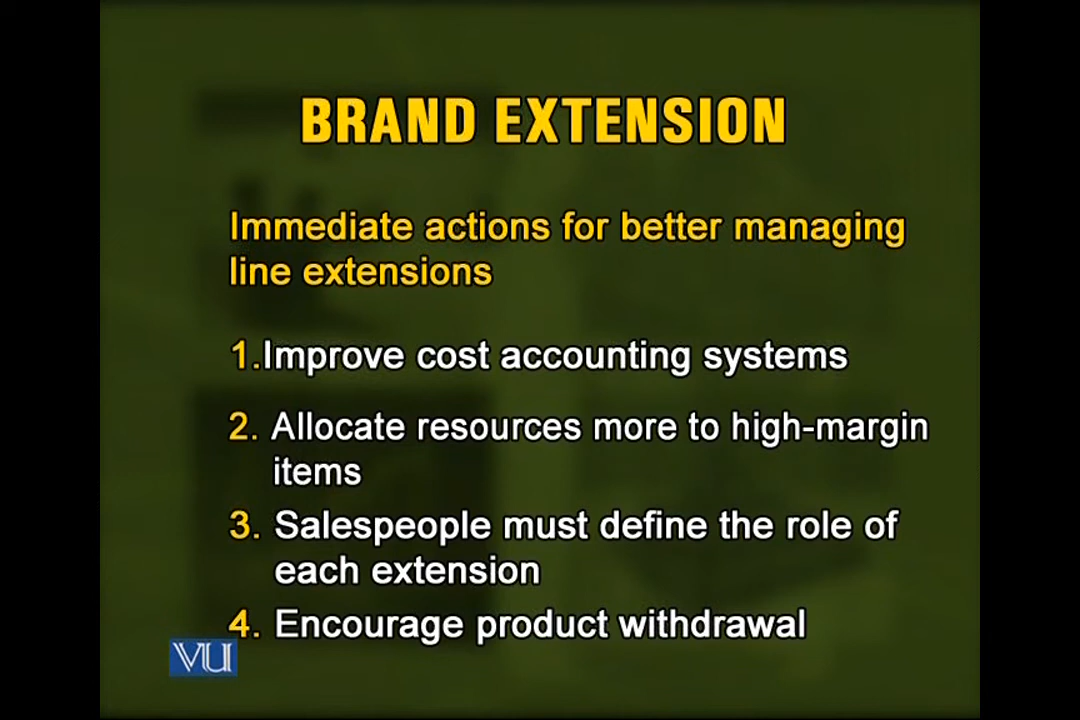 BRAND EXTENSION
Immediate actions for better managing
line extensions
1.Improve cost accounting systems
2. Allocate resources more to high-margin
items
3. Salespeople must define the role of
each extension
4. Encourage product withdrawal
VU